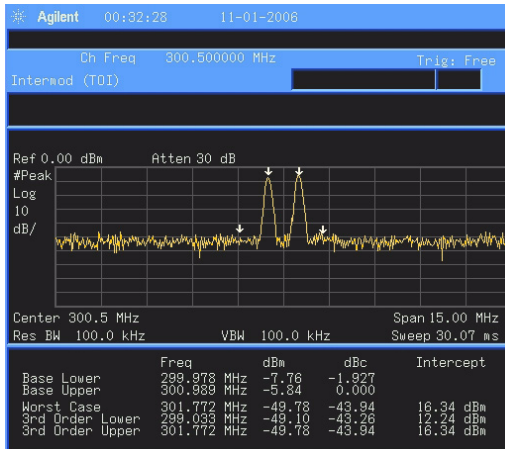 Agilent 00:32:28 11-01-2006
Ch Freq 300.500000 MHz Trig: Free
Intermod (TOI)
Ref 0.00 dBm Atten 30 dB
#Peak
Log
10
dB/
Center 300.5 MHz Span 15.00 MHz
Res BW 100.0 kHz VBW 100.0 kHz Sweep 30.07 ms
Freq dBm dBc Intercept
Base Lower 299.978 MHz -7.76 -1.927
Base Upper 300.989 MHz -5.84 0.000
Worst Case 301.772 MHz -49.78 -43.94 16.34 dBm
3rd Order Lower 299.033 MHz -49.10 -43.26 12.24 dBm
3rd Order Upper 301.772 MHz -49.78 -43.94 16.34 dBm